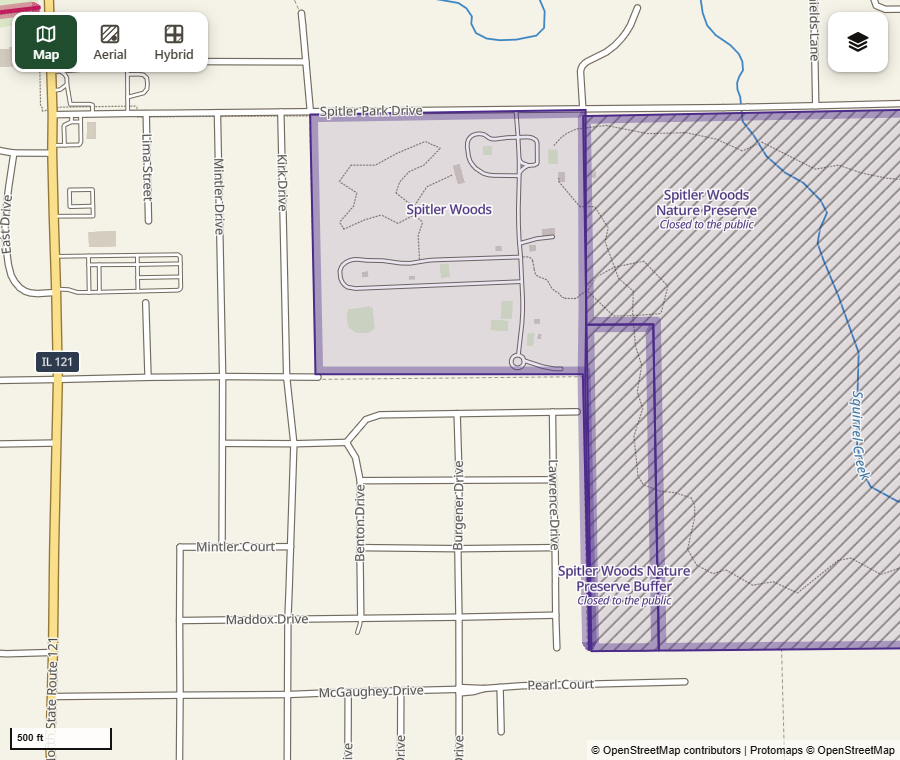 Map
Aerial
Hybrid
Spitler Park Drive
Lima Street
Mintler Drive
Kirk Drive
East Drive
Spitler Woods
Spitler Woods
Nature Preserve
Closed to the public
IL 121
Squirrel Creek
Lawrence Drive
Burgener Drive
Benton Drive
Mintler Court
Spitler Woods Nature
Preserve Buffer
Closed to the public
Maddox Drive
State Route 121
McGaughey Drive
Pearl Court
500 ft
© OpenStreetMap contributors | Protomaps © OpenStreetMap